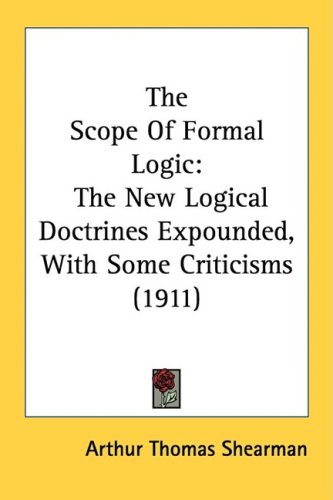 The
Scope Of Formal
Logic:
The New Logical
Doctrines Expounded,
With Some Criticisms
(1911)
Arthur Thomas Shearman